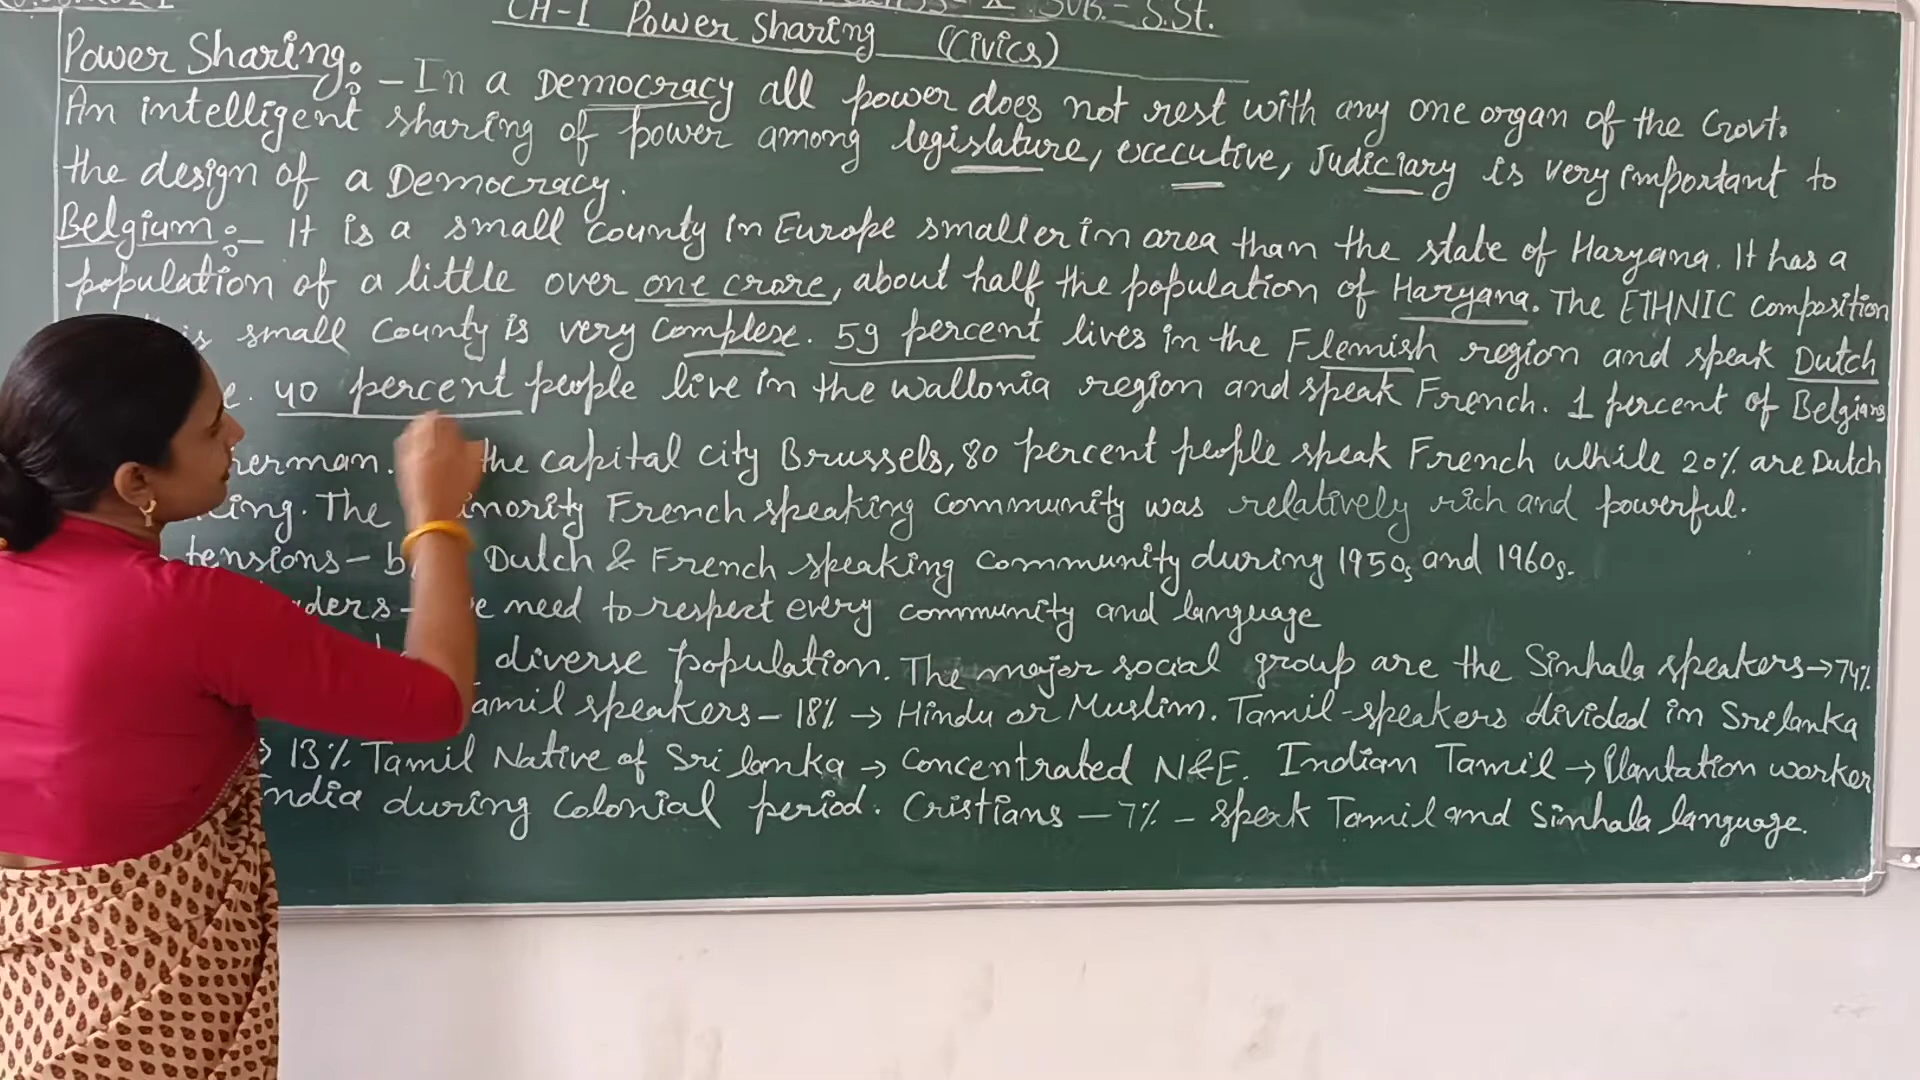 CH-1 Power Sharing (Civics) X SUB.- S.St.
Power Sharing:- In a Democracy all power does not rest with any one organ of the Govt.
An intelligent sharing of power among legislature, executive, Judiciary is very important to
the design of a Democracy.
Belgium:- It is a small county in Europe smaller in area than the state of Haryana. It has a
population of a little over one crore, about half the population of Haryana. The ETHNIC composition
small County is very Complex. 59 percent lives in the Flemish region and speak Dutch
40 percent people live in the Wallonia region and speak French. 1 percent of Belgians
the capital city Brussels, 80 percent people speak French while 20% are Dutch
The French speaking Community was relatively rich and powerful.
tensions - Dutch & French speaking Community during 1950s and 1960s.
need to respect every community and language
diverse population. The major social group are the Sinhala speakers → 74%
speakers - 18% → Hindu or Muslim. Tamil-speakers divided in Srilanka
13% Tamil Native of Sri lanka → Concentrated N&E. Indian Tamil → Plantation worker
during Colonial period. Cristians - 7% - speak Tamil and Sinhala language.